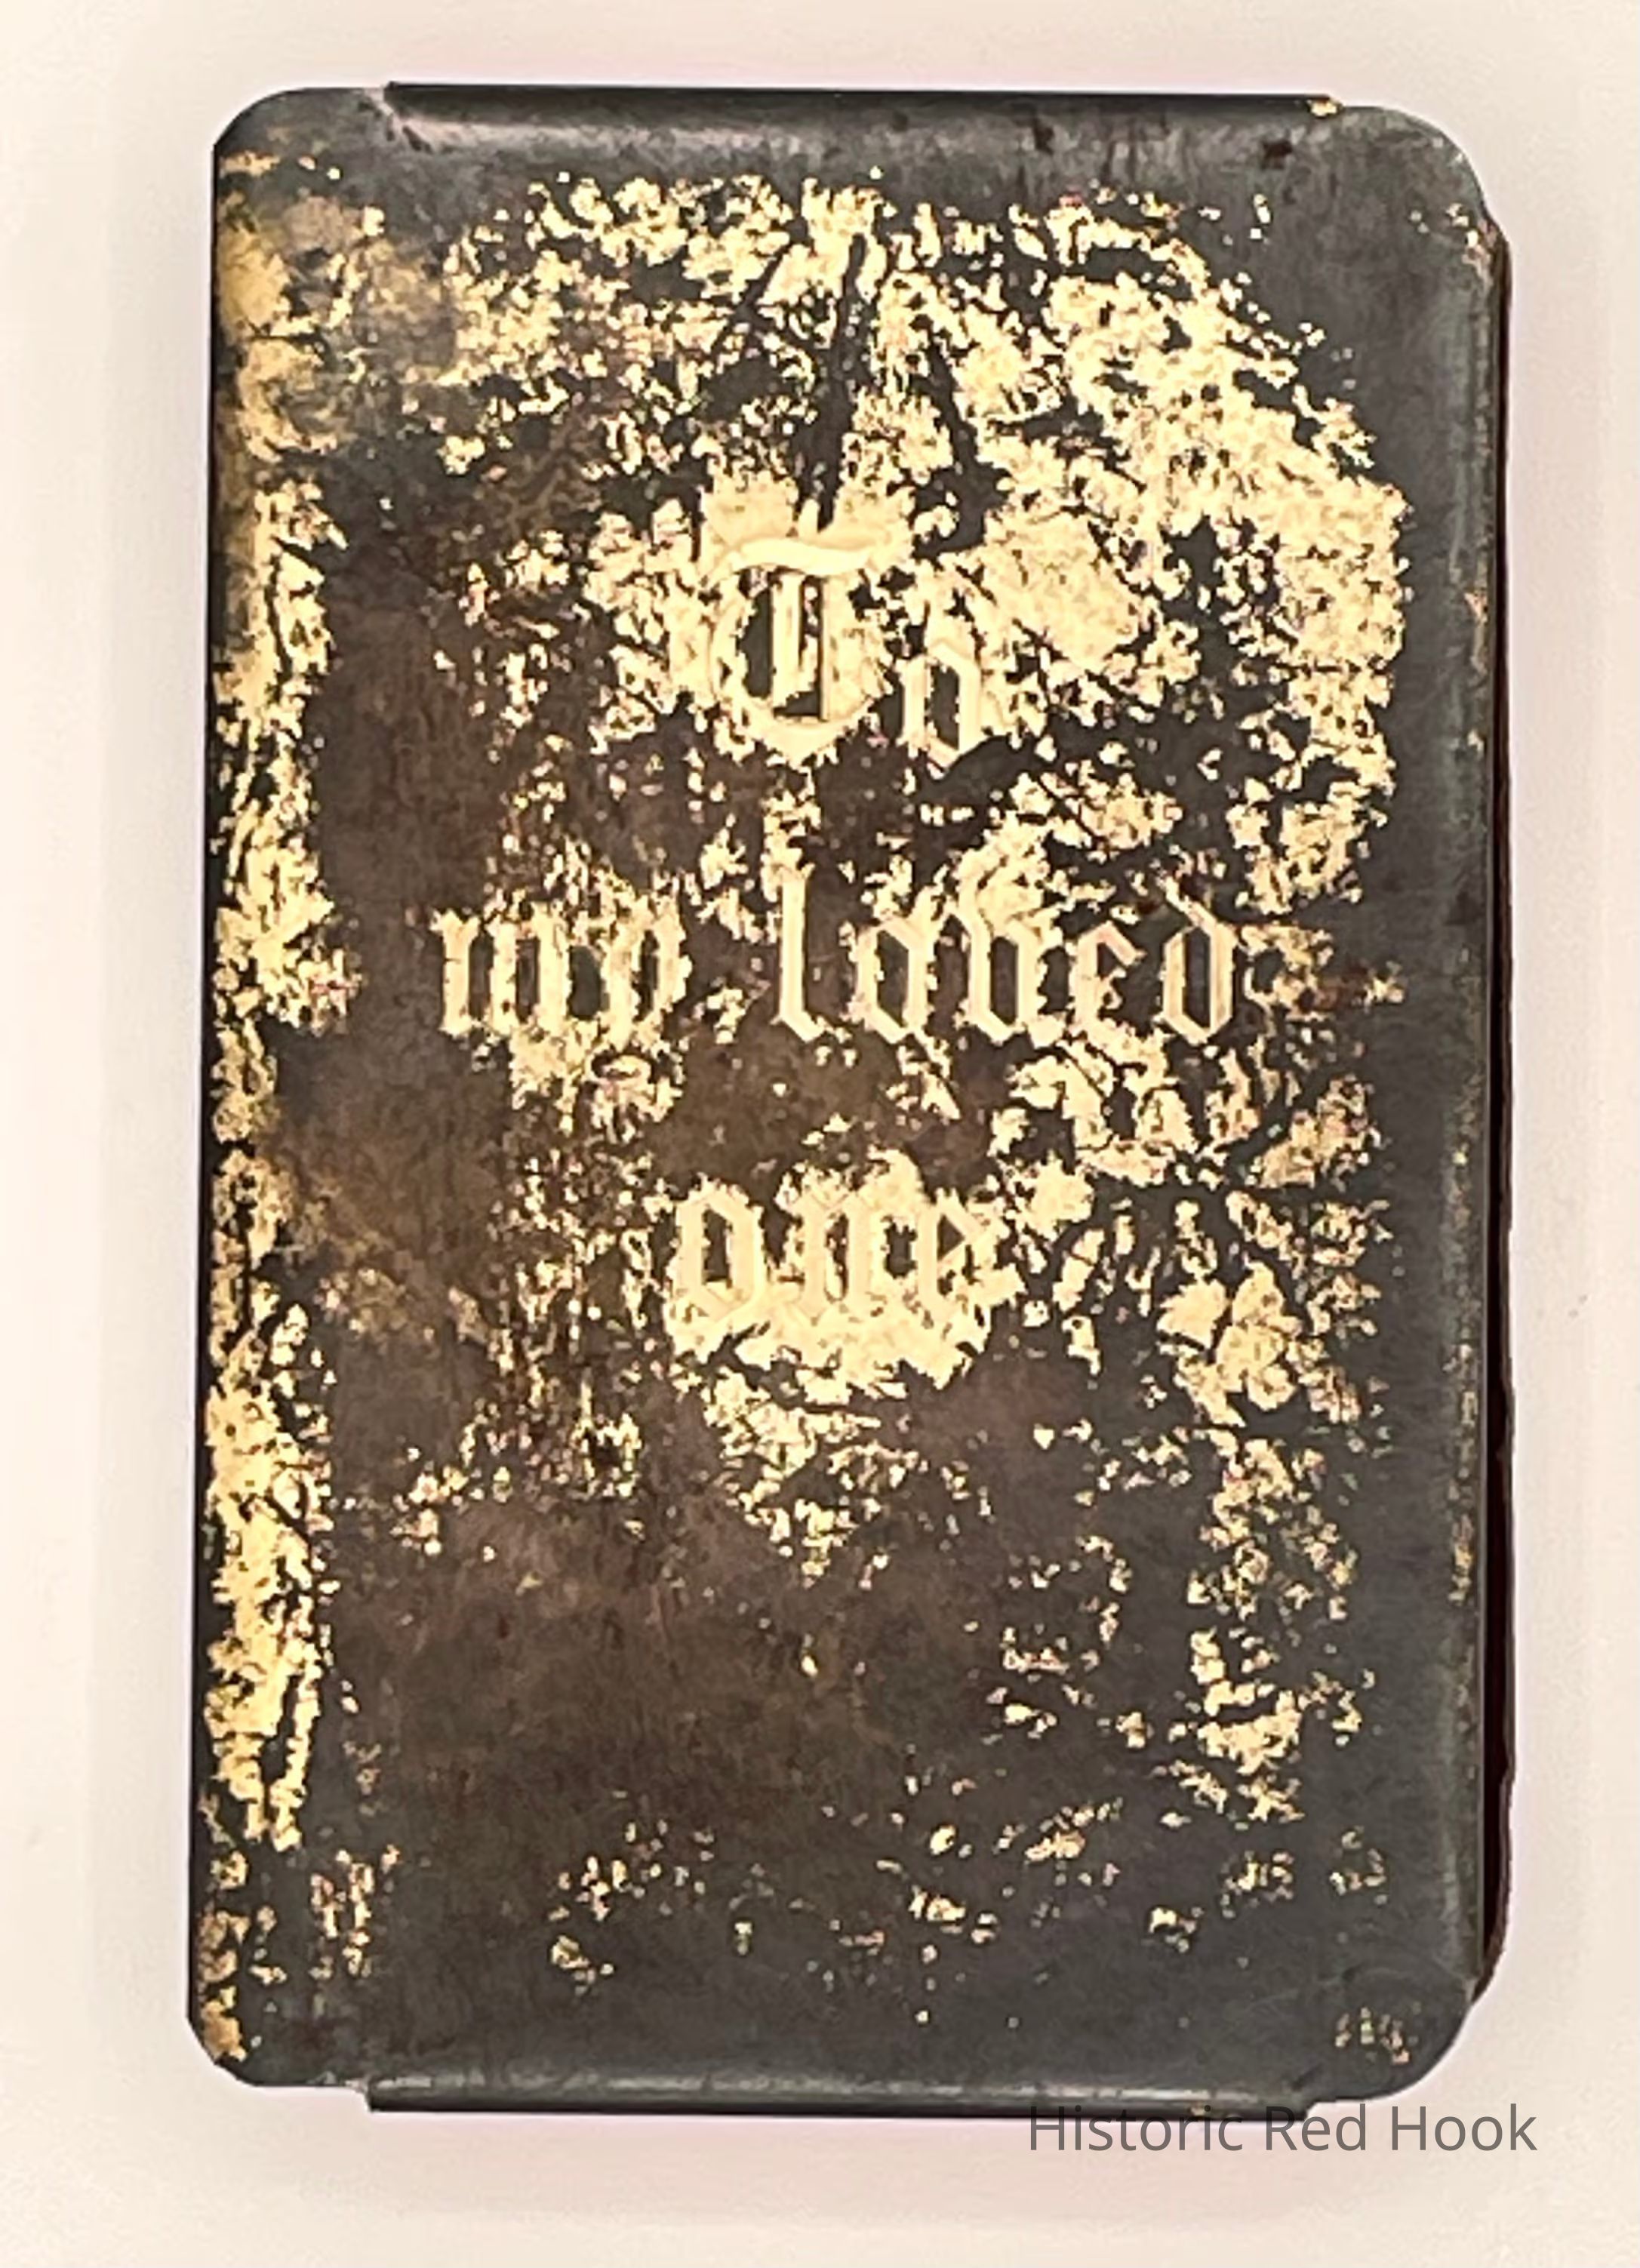 To
my loved
one
Historic Red Hook